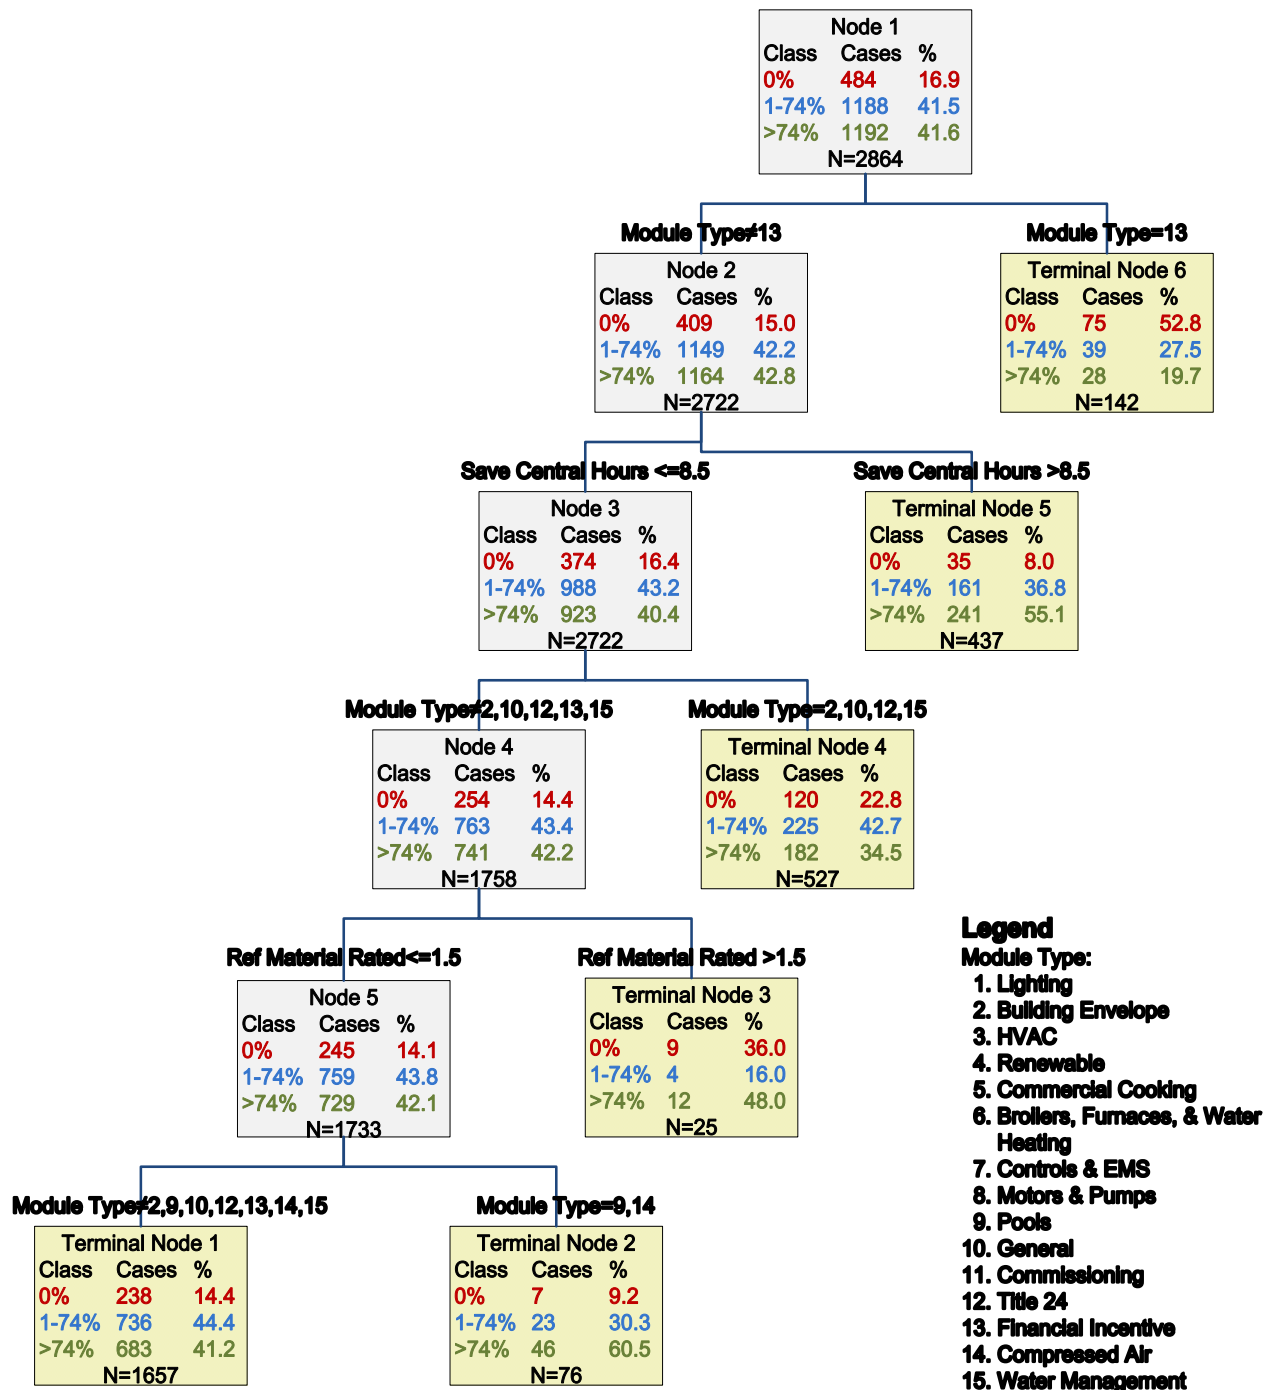 Node 1
Class Cases %
0% 484 16.9
1-74% 1188 41.5
>74% 1192 41.6
N=2864
Module Type≠13
Module Type=13
Node 2
Class Cases %
0% 409 15.0
1-74% 1149 42.2
>74% 1164 42.8
N=2722
Terminal Node 6
Class Cases %
0% 75 52.8
1-74% 39 27.5
>74% 28 19.7
N=142
Save Central Hours <=8.5
Save Central Hours >8.5
Node 3
Class Cases %
0% 374 16.4
1-74% 988 43.2
>74% 923 40.4
N=2722
Terminal Node 5
Class Cases %
0% 35 8.0
1-74% 161 36.8
>74% 241 55.1
N=437
Module Type≠2,10,12,13,15
Module Type=2,10,12,15
Node 4
Class Cases %
0% 254 14.4
1-74% 763 43.4
>74% 741 42.2
N=1758
Terminal Node 4
Class Cases %
0% 120 22.8
1-74% 225 42.7
>74% 182 34.5
N=527
Ref Material Rated<=1.5
Ref Material Rated >1.5
Node 5
Class Cases %
0% 245 14.1
1-74% 759 43.8
>74% 729 42.1
N=1733
Terminal Node 3
Class Cases %
0% 9 36.0
1-74% 4 16.0
>74% 12 48.0
N=25
Module Type≠2,9,10,12,13,14,15
Module Type=9,14
Terminal Node 1
Class Cases %
0% 238 14.4
1-74% 736 44.4
>74% 683 41.2
N=1657
Terminal Node 2
Class Cases %
0% 7 9.2
1-74% 23 30.3
>74% 46 60.5
N=76
Legend
Module Type:
1. Lighting
2. Building Envelope
3. HVAC
4. Renewable
5. Commercial Cooking
6. Broilers, Furnaces, & Water
Heating
7. Controls & EMS
8. Motors & Pumps
9. Pools
10. General
11. Commissioning
12. Title 24
13. Financial Incentive
14. Compressed Air
15. Water Management